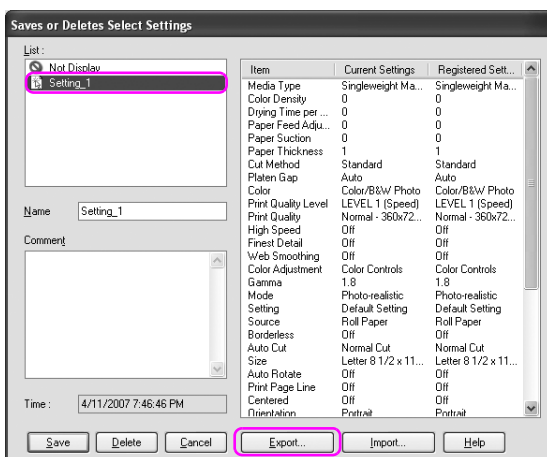 Saves or Deletes Select Settings
List :
Not Display
Setting_1
Name Setting_1
Comment
Time : 4/11/2007 7:46:46 PM
Item Current Settings Registered Sett...
Media Type Singleweight Ma... Singleweight Ma...
Color Density 0 0
Drying Time per ... 0 0
Paper Feed Adju... 0 0
Paper Suction 0 0
Paper Thickness 1 1
Cut Method Standard Standard
Platen Gap Auto Auto
Color Color/B&W Photo Color/B&W Photo
Print Quality Level LEVEL 1 (Speed) LEVEL 1 (Speed)
Print Quality Normal - 360x72... Normal - 360x72...
High Speed Off Off
Finest Detail Off Off
Web Smoothing Off Off
Color Adjustment Color Controls Color Controls
Gamma 1.8 1.8
Mode Photo-realistic Photo-realistic
Setting Default Setting Default Setting
Source Roll Paper Roll Paper
Borderless Off Off
Auto Cut Normal Cut Normal Cut
Size Letter 8 1/2 x 11... Letter 8 1/2 x 11...
Auto Rotate Off Off
Print Page Line Off Off
Centered Off Off
Orientation Portrait Portrait
Save Delete Cancel Export... Import... Help